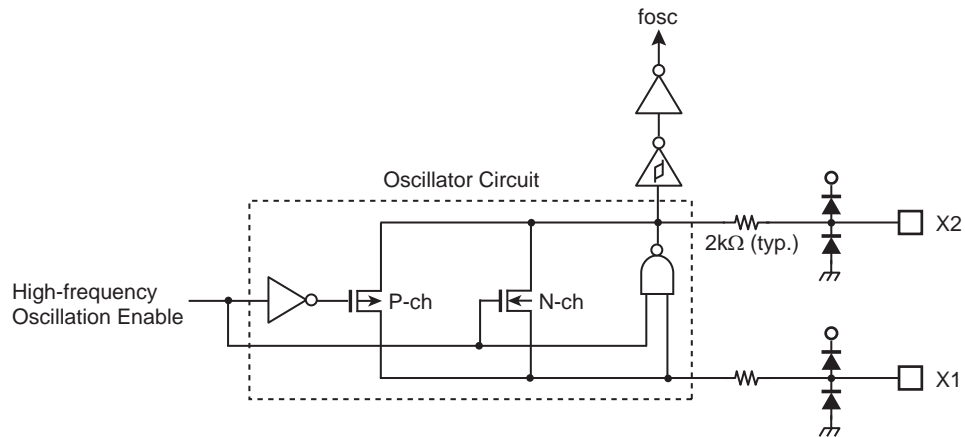 fosc
Oscillator Circuit
X2
2kΩ (typ.)
High-frequency
Oscillation Enable
P-ch
N-ch
X1